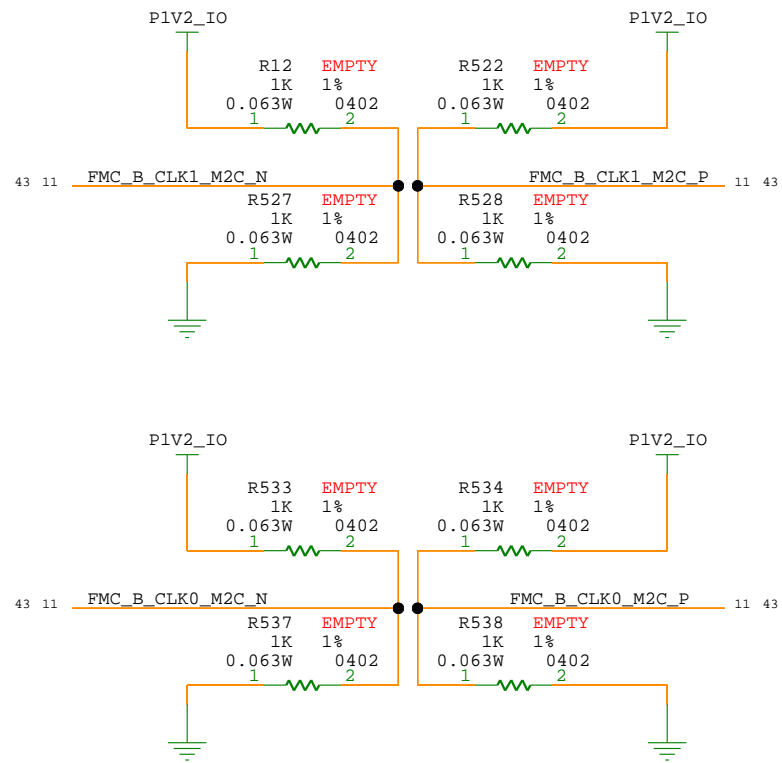 P1V2_IO P1V2_IO
R12 EMPTY R522 EMPTY
1K 1% 1K 1%
0.063W 0402 0.063W 0402
1 2 1 2
43 11 FMC_B_CLK1_M2C_N FMC_B_CLK1_M2C_P 11 43
R527 EMPTY R528 EMPTY
1K 1% 1K 1%
0.063W 0402 0.063W 0402
1 2 1 2
P1V2_IO P1V2_IO
R533 EMPTY R534 EMPTY
1K 1% 1K 1%
0.063W 0402 0.063W 0402
1 2 1 2
43 11 FMC_B_CLK0_M2C_N FMC_B_CLK0_M2C_P 11 43
R537 EMPTY R538 EMPTY
1K 1% 1K 1%
0.063W 0402 0.063W 0402
1 2 1 2